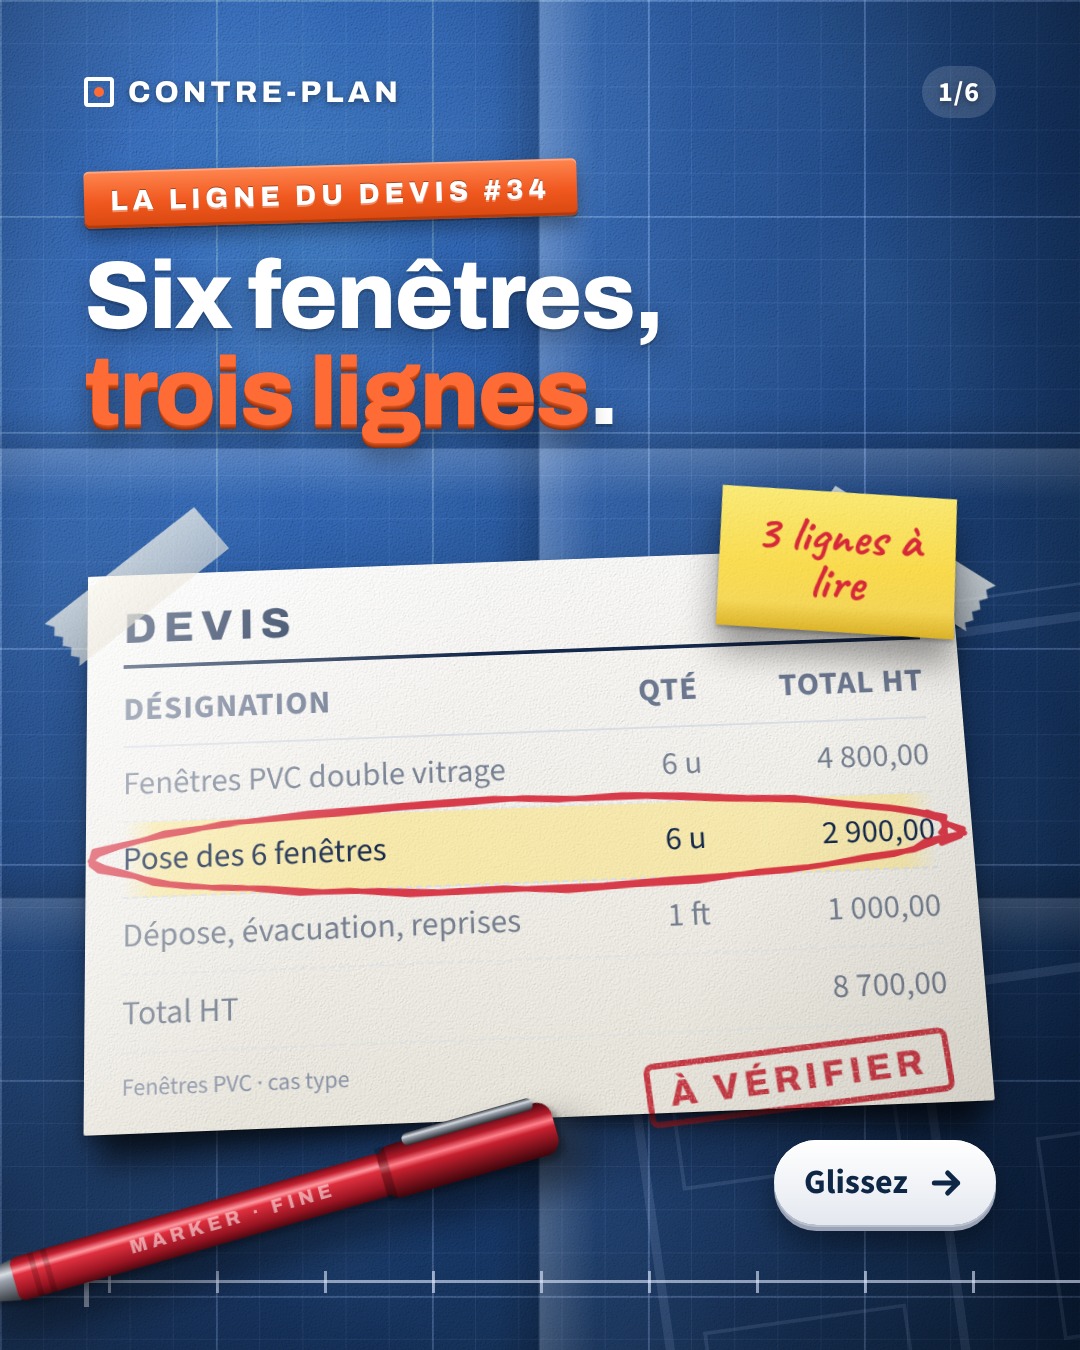 CONTRE-PLAN
1/6
LA LIGNE DU DEVIS #34
Six fenêtres,
trois lignes.
3 lignes à
lire
DEVIS
DÉSIGNATION QTÉ TOTAL HT
Fenêtres PVC double vitrage 6 u 4 800,00
Pose des 6 fenêtres 6 u 2 900,00
Dépose, évacuation, reprises 1 ft 1 000,00
Total HT 8 700,00
Fenêtres PVC · cas type
À VÉRIFIER
MARKER · FINE
Glissez →